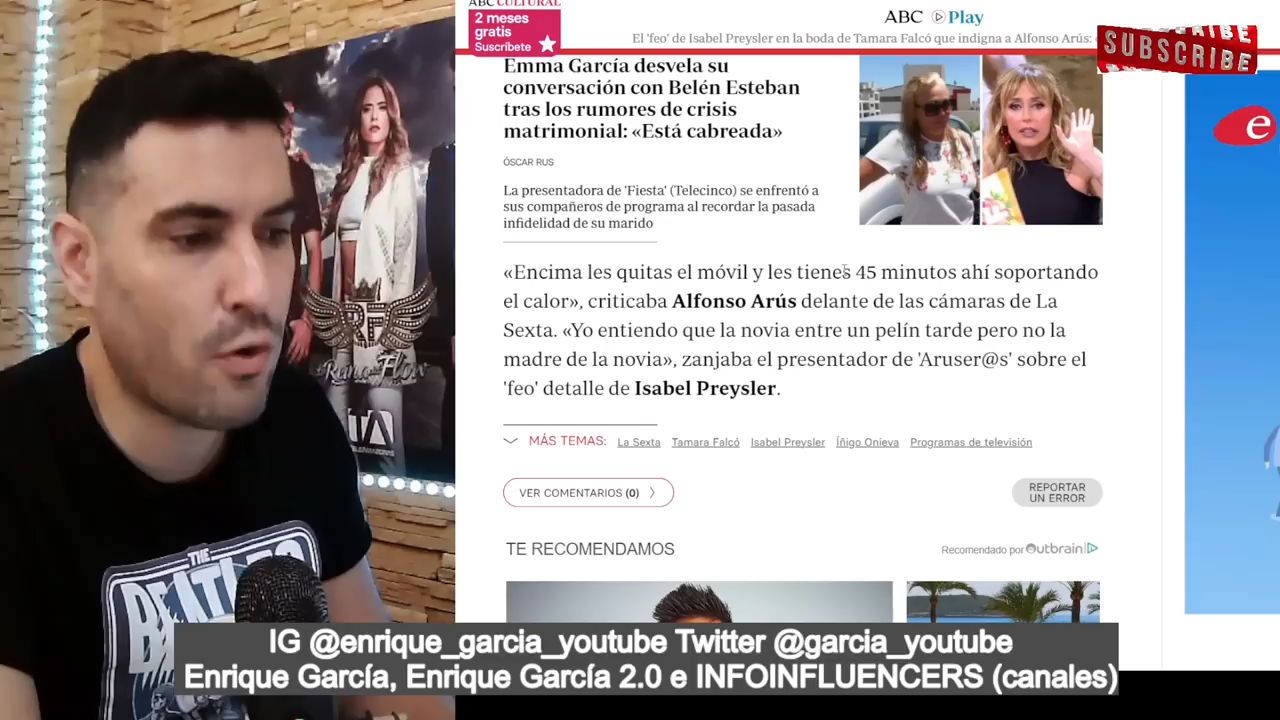 ABC CULTURAL
2 meses
gratis
Suscríbete
ABC Play
El 'feo' de Isabel Preysler en la boda de Tamara Falcó que indigna a Alfonso Arús:
SUBSCRIBE
Emma García desvela su
conversación con Belén Esteban
tras los rumores de crisis
matrimonial: «Está cabreada»
ÓSCAR RUS
La presentadora de 'Fiesta' (Telecinco) se enfrentó a
sus compañeros de programa al recordar la pasada
infidelidad de su marido
«Encima les quitas el móvil y les tienes 45 minutos ahí soportando
el calor», criticaba Alfonso Arús delante de las cámaras de La
Sexta. «Yo entiendo que la novia entre un pelín tarde pero no la
madre de la novia», zanjaba el presentador de 'Aruser@s' sobre el
'feo' detalle de Isabel Preysler.
MÁS TEMAS: La Sexta Tamara Falcó Isabel Preysler Íñigo Onieva Programas de televisión
VER COMENTARIOS (0)
REPORTAR
UN ERROR
TE RECOMENDAMOS
Recomendado por Outbrain
RF
La Reina del Flow
THE
BEATLES
IG @enrique_garcia_youtube Twitter @garcia_youtube
Enrique García, Enrique García 2.0 e INFOINFLUENCERS (canales)